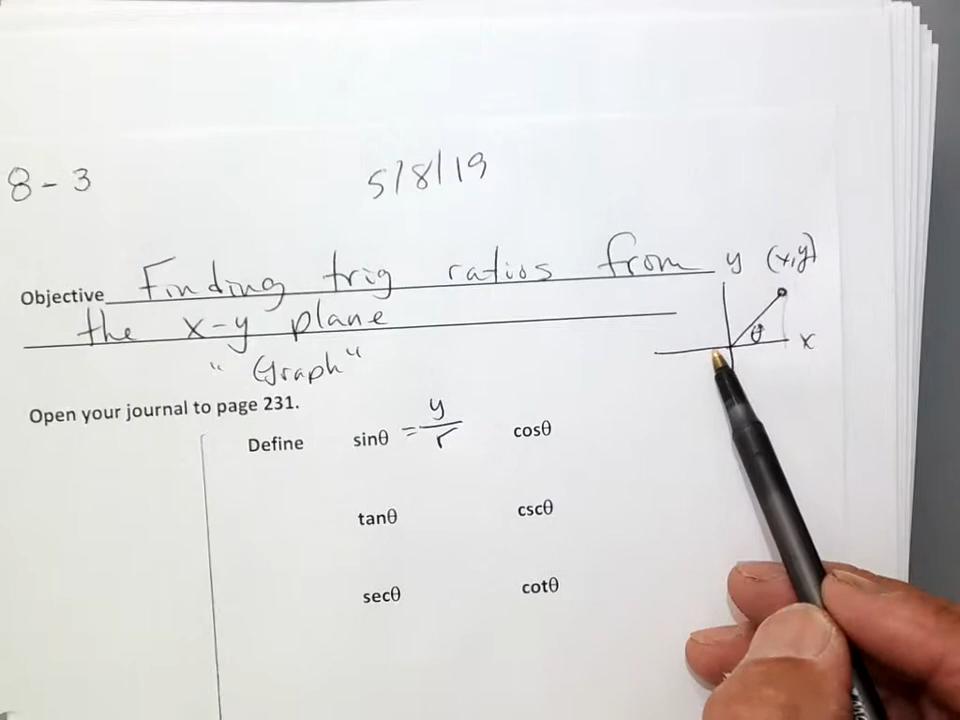 8-3 5/8/19
Objective Finding trig ratios from
the x-y plane
"Graph"
y (x,y)
θ x
Open your journal to page 231.
Define sinθ = y/r cosθ
tanθ cscθ
secθ cotθ